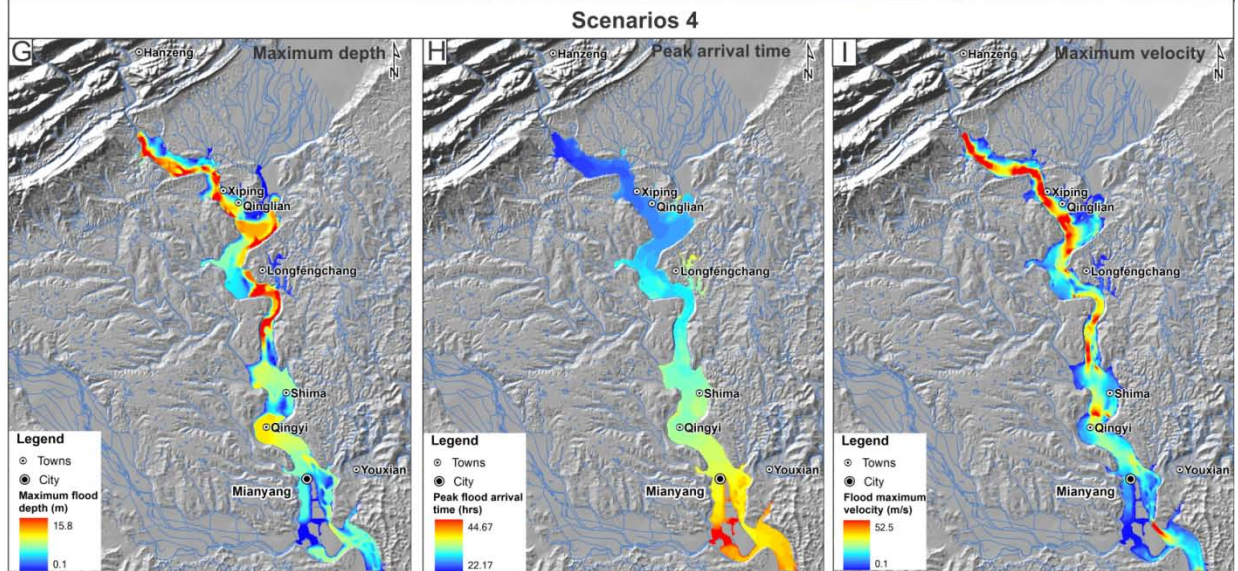 Scenarios 4
G
Hanzeng
Maximum depth
N
Xiping
Qinglian
Longfengchang
Shima
Qingyi
Youxian
Mianyang
Legend
Towns
City
Maximum flood
depth (m)
15.8
0.1
H
Hanzeng
Peak arrival time
N
Xiping
Qinglian
Longfengchang
Shima
Qingyi
Youxian
Mianyang
Legend
Towns
City
Peak flood arrival
time (hrs)
44.67
22.17
I
Hanzeng
Maximum velocity
N
Xiping
Qinglian
Longfengchang
Shima
Qingyi
Youxian
Mianyang
Legend
Towns
City
Flood maximum
velocity (m/s)
52.5
0.1